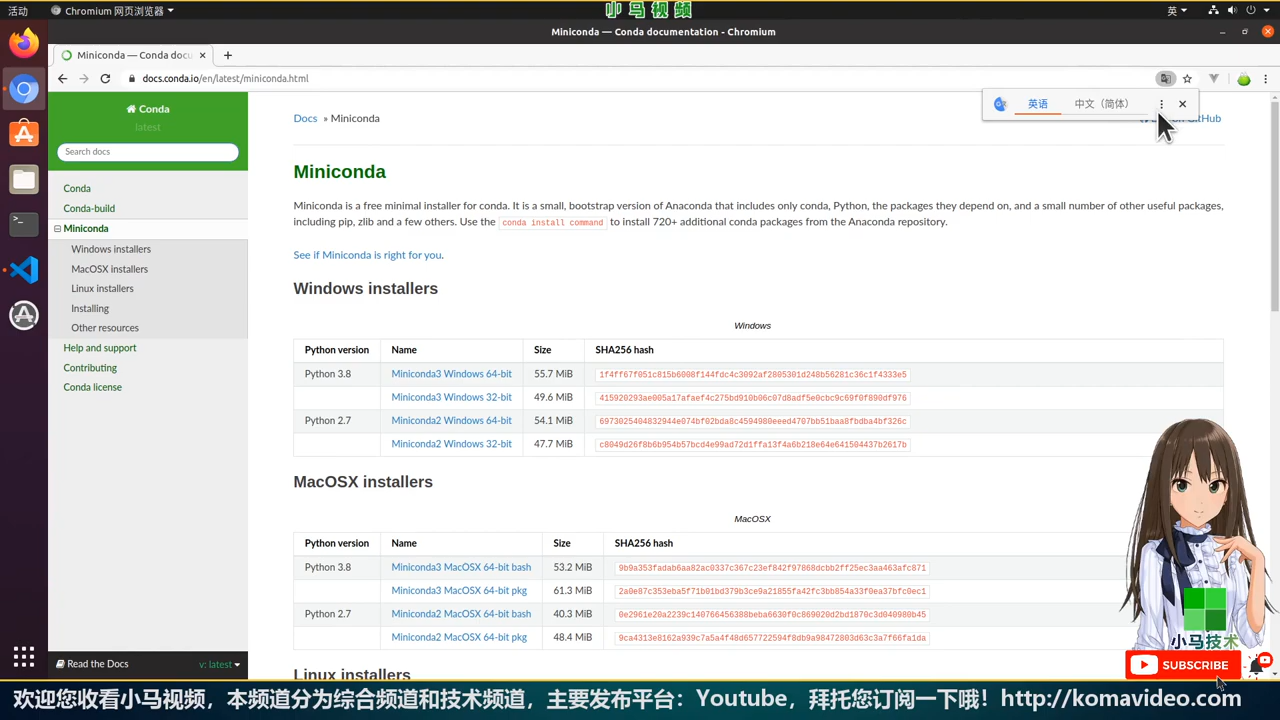 小马视频
活动 Chromium 网页浏览器 英
Miniconda — Conda documentation - Chromium
Miniconda — Conda docu
docs.conda.io/en/latest/miniconda.html
英语 中文（简体）
Conda
latest
Search docs
Conda
Conda-build
Miniconda
Windows installers
MacOSX installers
Linux installers
Installing
Other resources
Help and support
Contributing
Conda license
Read the Docs v: latest
Docs » Miniconda GitHub
Miniconda
Miniconda is a free minimal installer for conda. It is a small, bootstrap version of Anaconda that includes only conda, Python, the packages they depend on, and a small number of other useful packages,
including pip, zlib and a few others. Use the conda install command to install 720+ additional conda packages from the Anaconda repository.
See if Miniconda is right for you.
Windows installers
Windows
Python version Name Size SHA256 hash
Python 3.8 Miniconda3 Windows 64-bit 55.7 MiB 1f4ff67f051c815b6008f144fdc4c3092af2805301d248b56281c36c1f4333e5
Miniconda3 Windows 32-bit 49.6 MiB 415920293ae005a17afaef4c275bd910b06c07d8adf5e0cbc9c69f0f890df976
Python 2.7 Miniconda2 Windows 64-bit 54.1 MiB 6973025404832944e074bf02bda8c4594980eeed4707bb51baa8fbdba4bf326c
Miniconda2 Windows 32-bit 47.7 MiB c8049d26f8b6b954b57bcd4e99ad72d1ffa13f4a6b218e64e641504437b2617b
MacOSX installers
MacOSX
Python version Name Size SHA256 hash
Python 3.8 Miniconda3 MacOSX 64-bit bash 53.2 MiB 9b9a353fadab6aa82ac0337c367c23ef842f97868dcbb2ff25ec3aa463afc871
Miniconda3 MacOSX 64-bit pkg 61.3 MiB 2a0e87c353eba5f71b01bd379b3ce9a21855fa42fc3bb854a33f0ea37bfc0ec1
Python 2.7 Miniconda2 MacOSX 64-bit bash 40.3 MiB 0e2961e20a2239c140766456388beba6630f0c869020d2bd1870c3d040980b45
Miniconda2 MacOSX 64-bit pkg 48.4 MiB 9ca4313e8162a939c7a5a4f48d657722594f8db9a98472803d63c3a7f66fa1da
Linux installers
小马技术
SUBSCRIBE
欢迎您收看小马视频，本频道分为综合频道和技术频道，主要发布平台：Youtube，拜托您订阅一下哦！http://komavideo.com